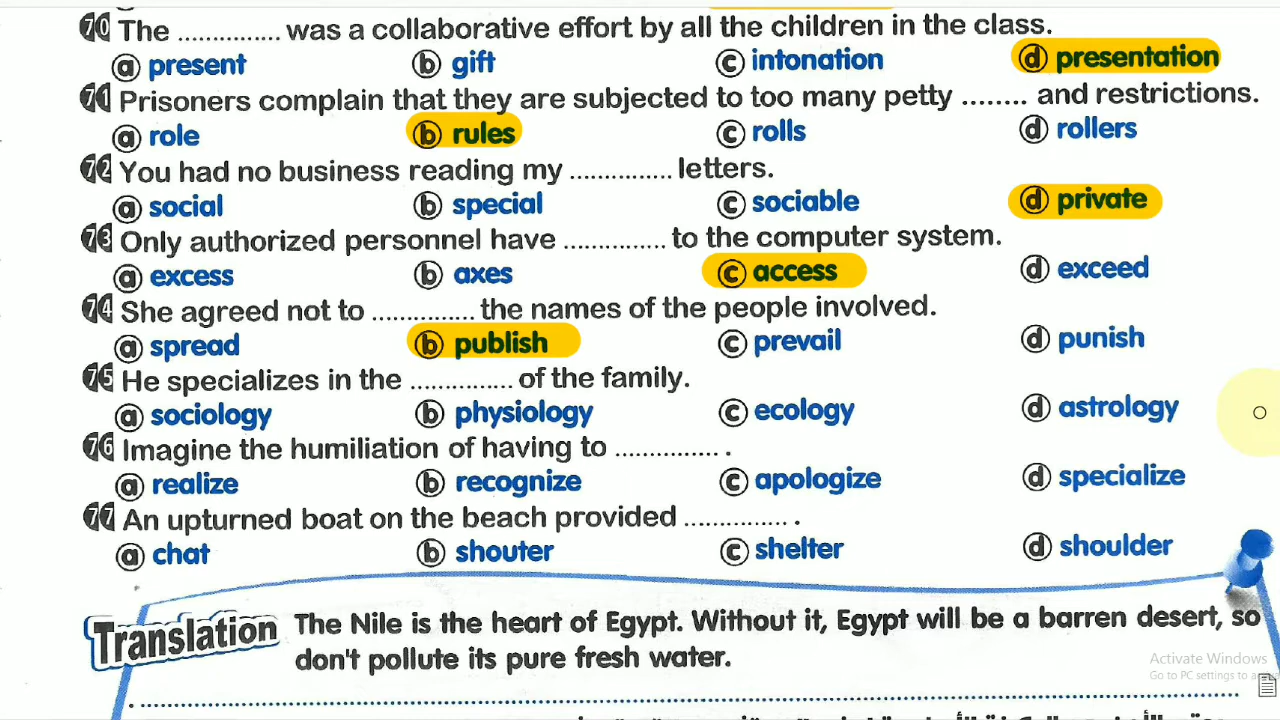 70 The ............... was a collaborative effort by all the children in the class.
a present b gift c intonation d presentation
71 Prisoners complain that they are subjected to too many petty ........ and restrictions.
a role b rules c rolls d rollers
72 You had no business reading my ............... letters.
a social b special c sociable d private
73 Only authorized personnel have ............... to the computer system.
a excess b axes c access d exceed
74 She agreed not to ............... the names of the people involved.
a spread b publish c prevail d punish
75 He specializes in the ............... of the family.
a sociology b physiology c ecology d astrology
76 Imagine the humiliation of having to ............... .
a realize b recognize c apologize d specialize
77 An upturned boat on the beach provided ............... .
a chat b shouter c shelter d shoulder
Translation The Nile is the heart of Egypt. Without it, Egypt will be a barren desert, so
don't pollute its pure fresh water.
Activate Windows